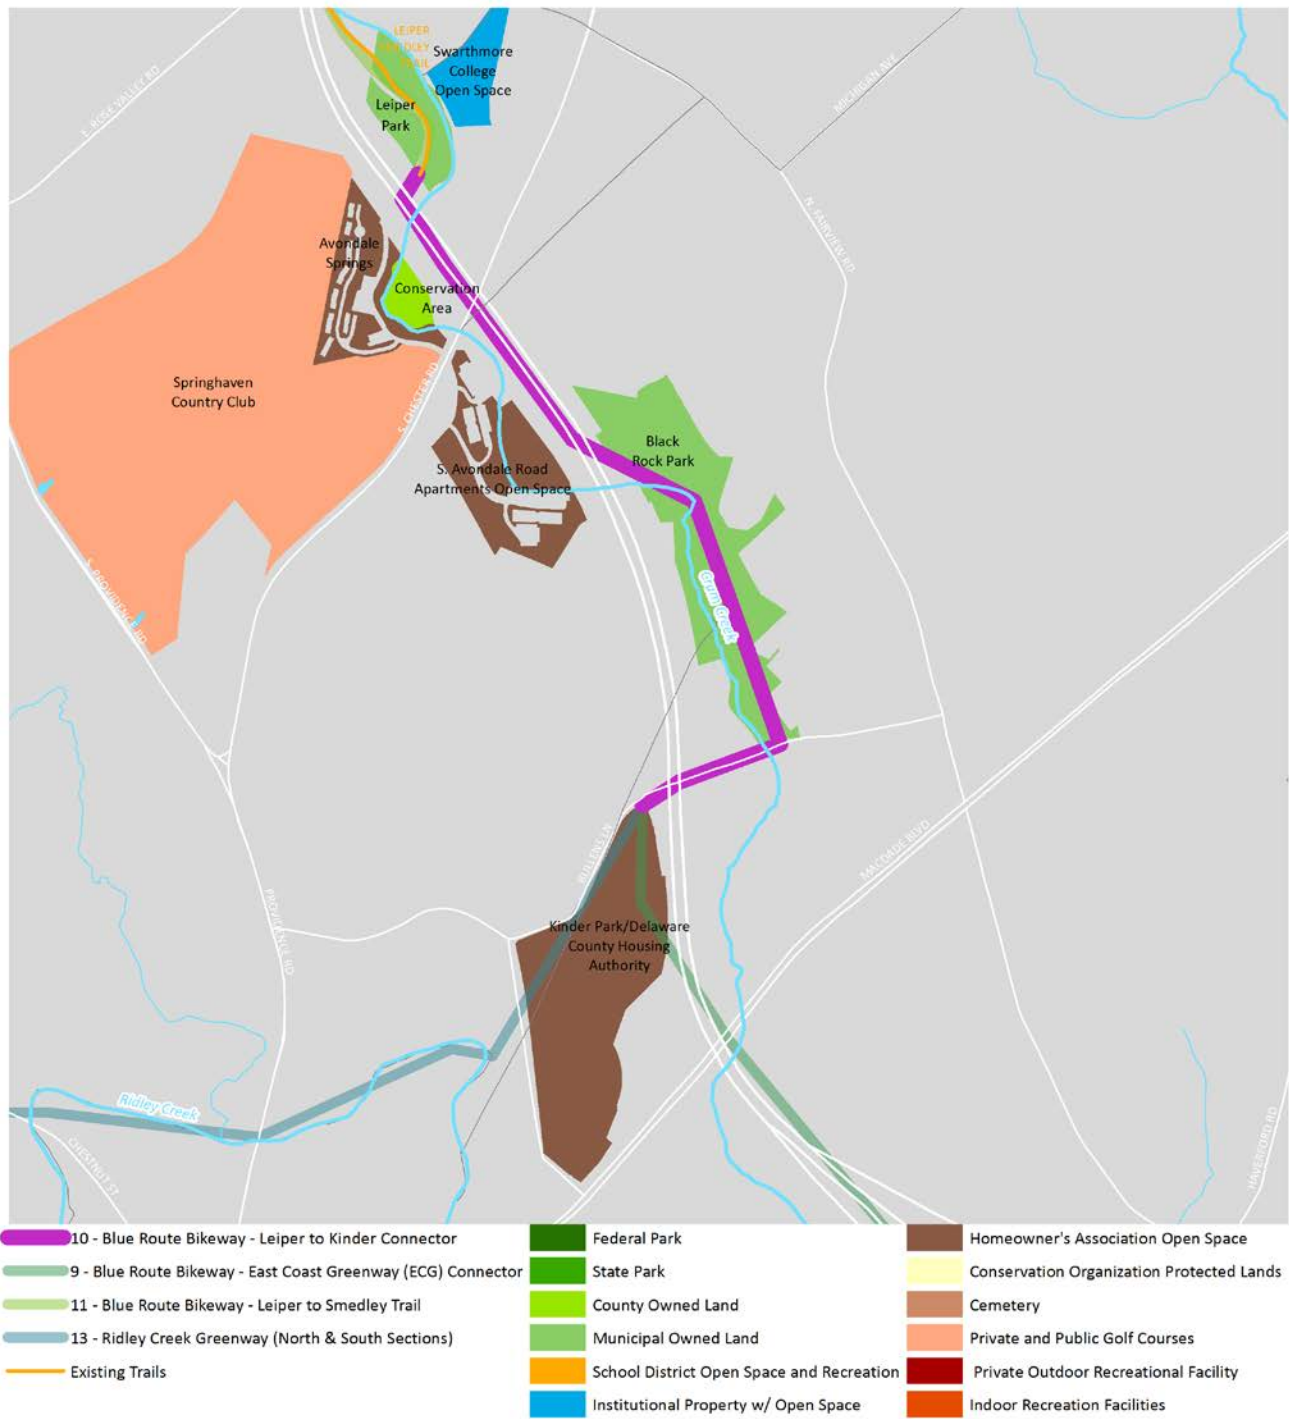 LEIPER
SMEDLEY
TRAIL
Swarthmore
College
Open Space
Leiper
Park
E. ROSE VALLEY RD
MICHIGAN AVE
N. FAIRVIEW RD
Avondale
Springs
Conservation
Area
Springhaven
Country Club
S. CHESTER RD
Black
Rock Park
S. Avondale Road
Apartments Open Space
S. PROVIDENCE RD
Crum Creek
BULLENS LN
MACDADE BLVD
PROVIDENCE RD
Kinder Park/Delaware
County Housing
Authority
Ridley Creek
CHESTNUT ST
HAVERFORD RD
10 - Blue Route Bikeway - Leiper to Kinder Connector
9 - Blue Route Bikeway - East Coast Greenway (ECG) Connector
11 - Blue Route Bikeway - Leiper to Smedley Trail
13 - Ridley Creek Greenway (North & South Sections)
Existing Trails
Federal Park
State Park
County Owned Land
Municipal Owned Land
School District Open Space and Recreation
Institutional Property w/ Open Space
Homeowner's Association Open Space
Conservation Organization Protected Lands
Cemetery
Private and Public Golf Courses
Private Outdoor Recreational Facility
Indoor Recreation Facilities